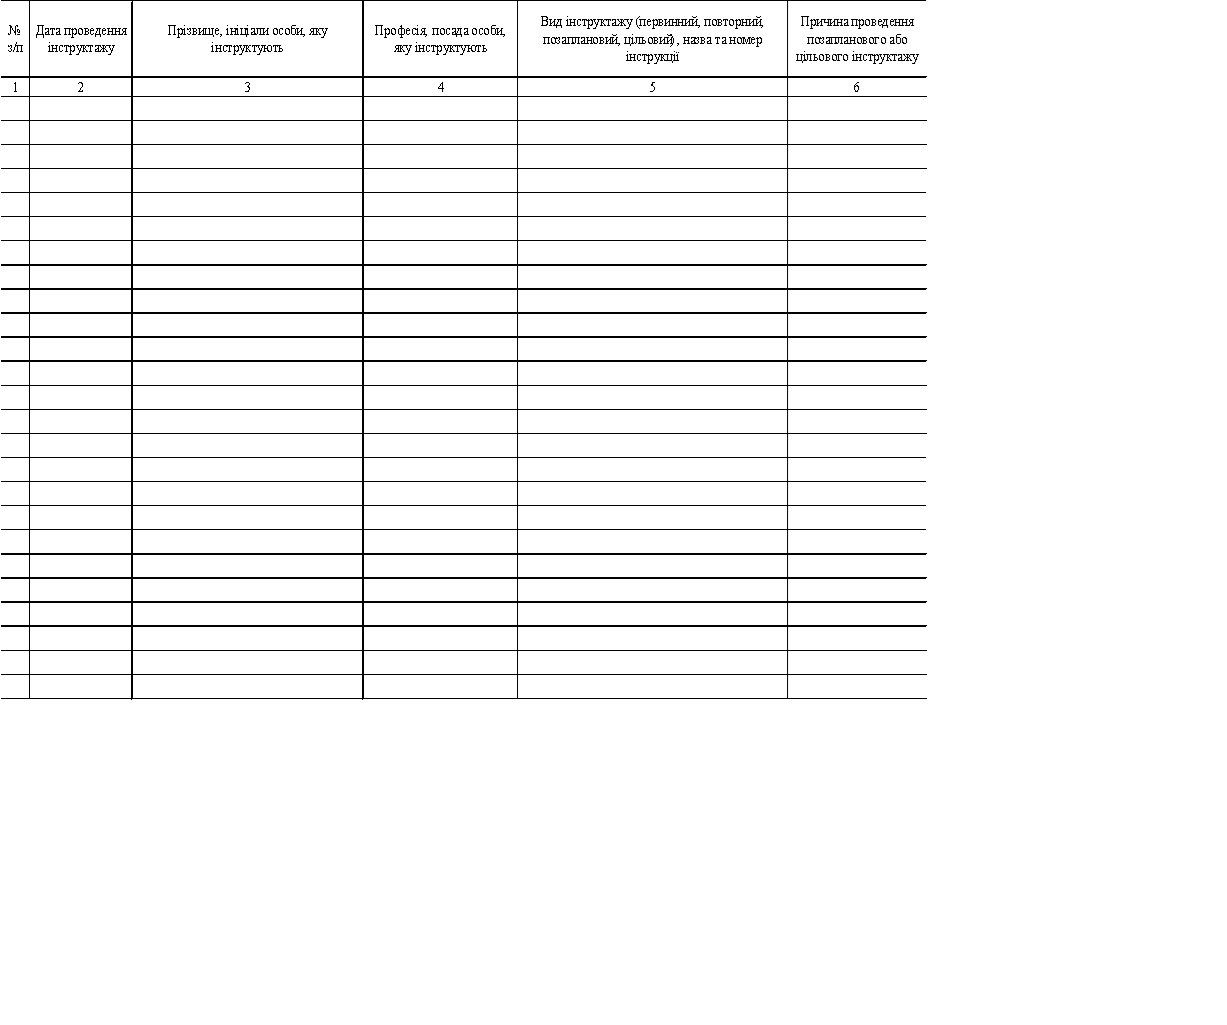 №
з/п
Дата проведення
інструктажу
Прізвище, ініціали особи, яку
інструктують
Професія, посада особи,
яку інструктують
Вид інструктажу (первинний, повторний,
позаплановий, цільовий) , назва та номер
інструкції
Причина проведення
позапланового або
цільового інструктажу
1 2 3 4 5 6